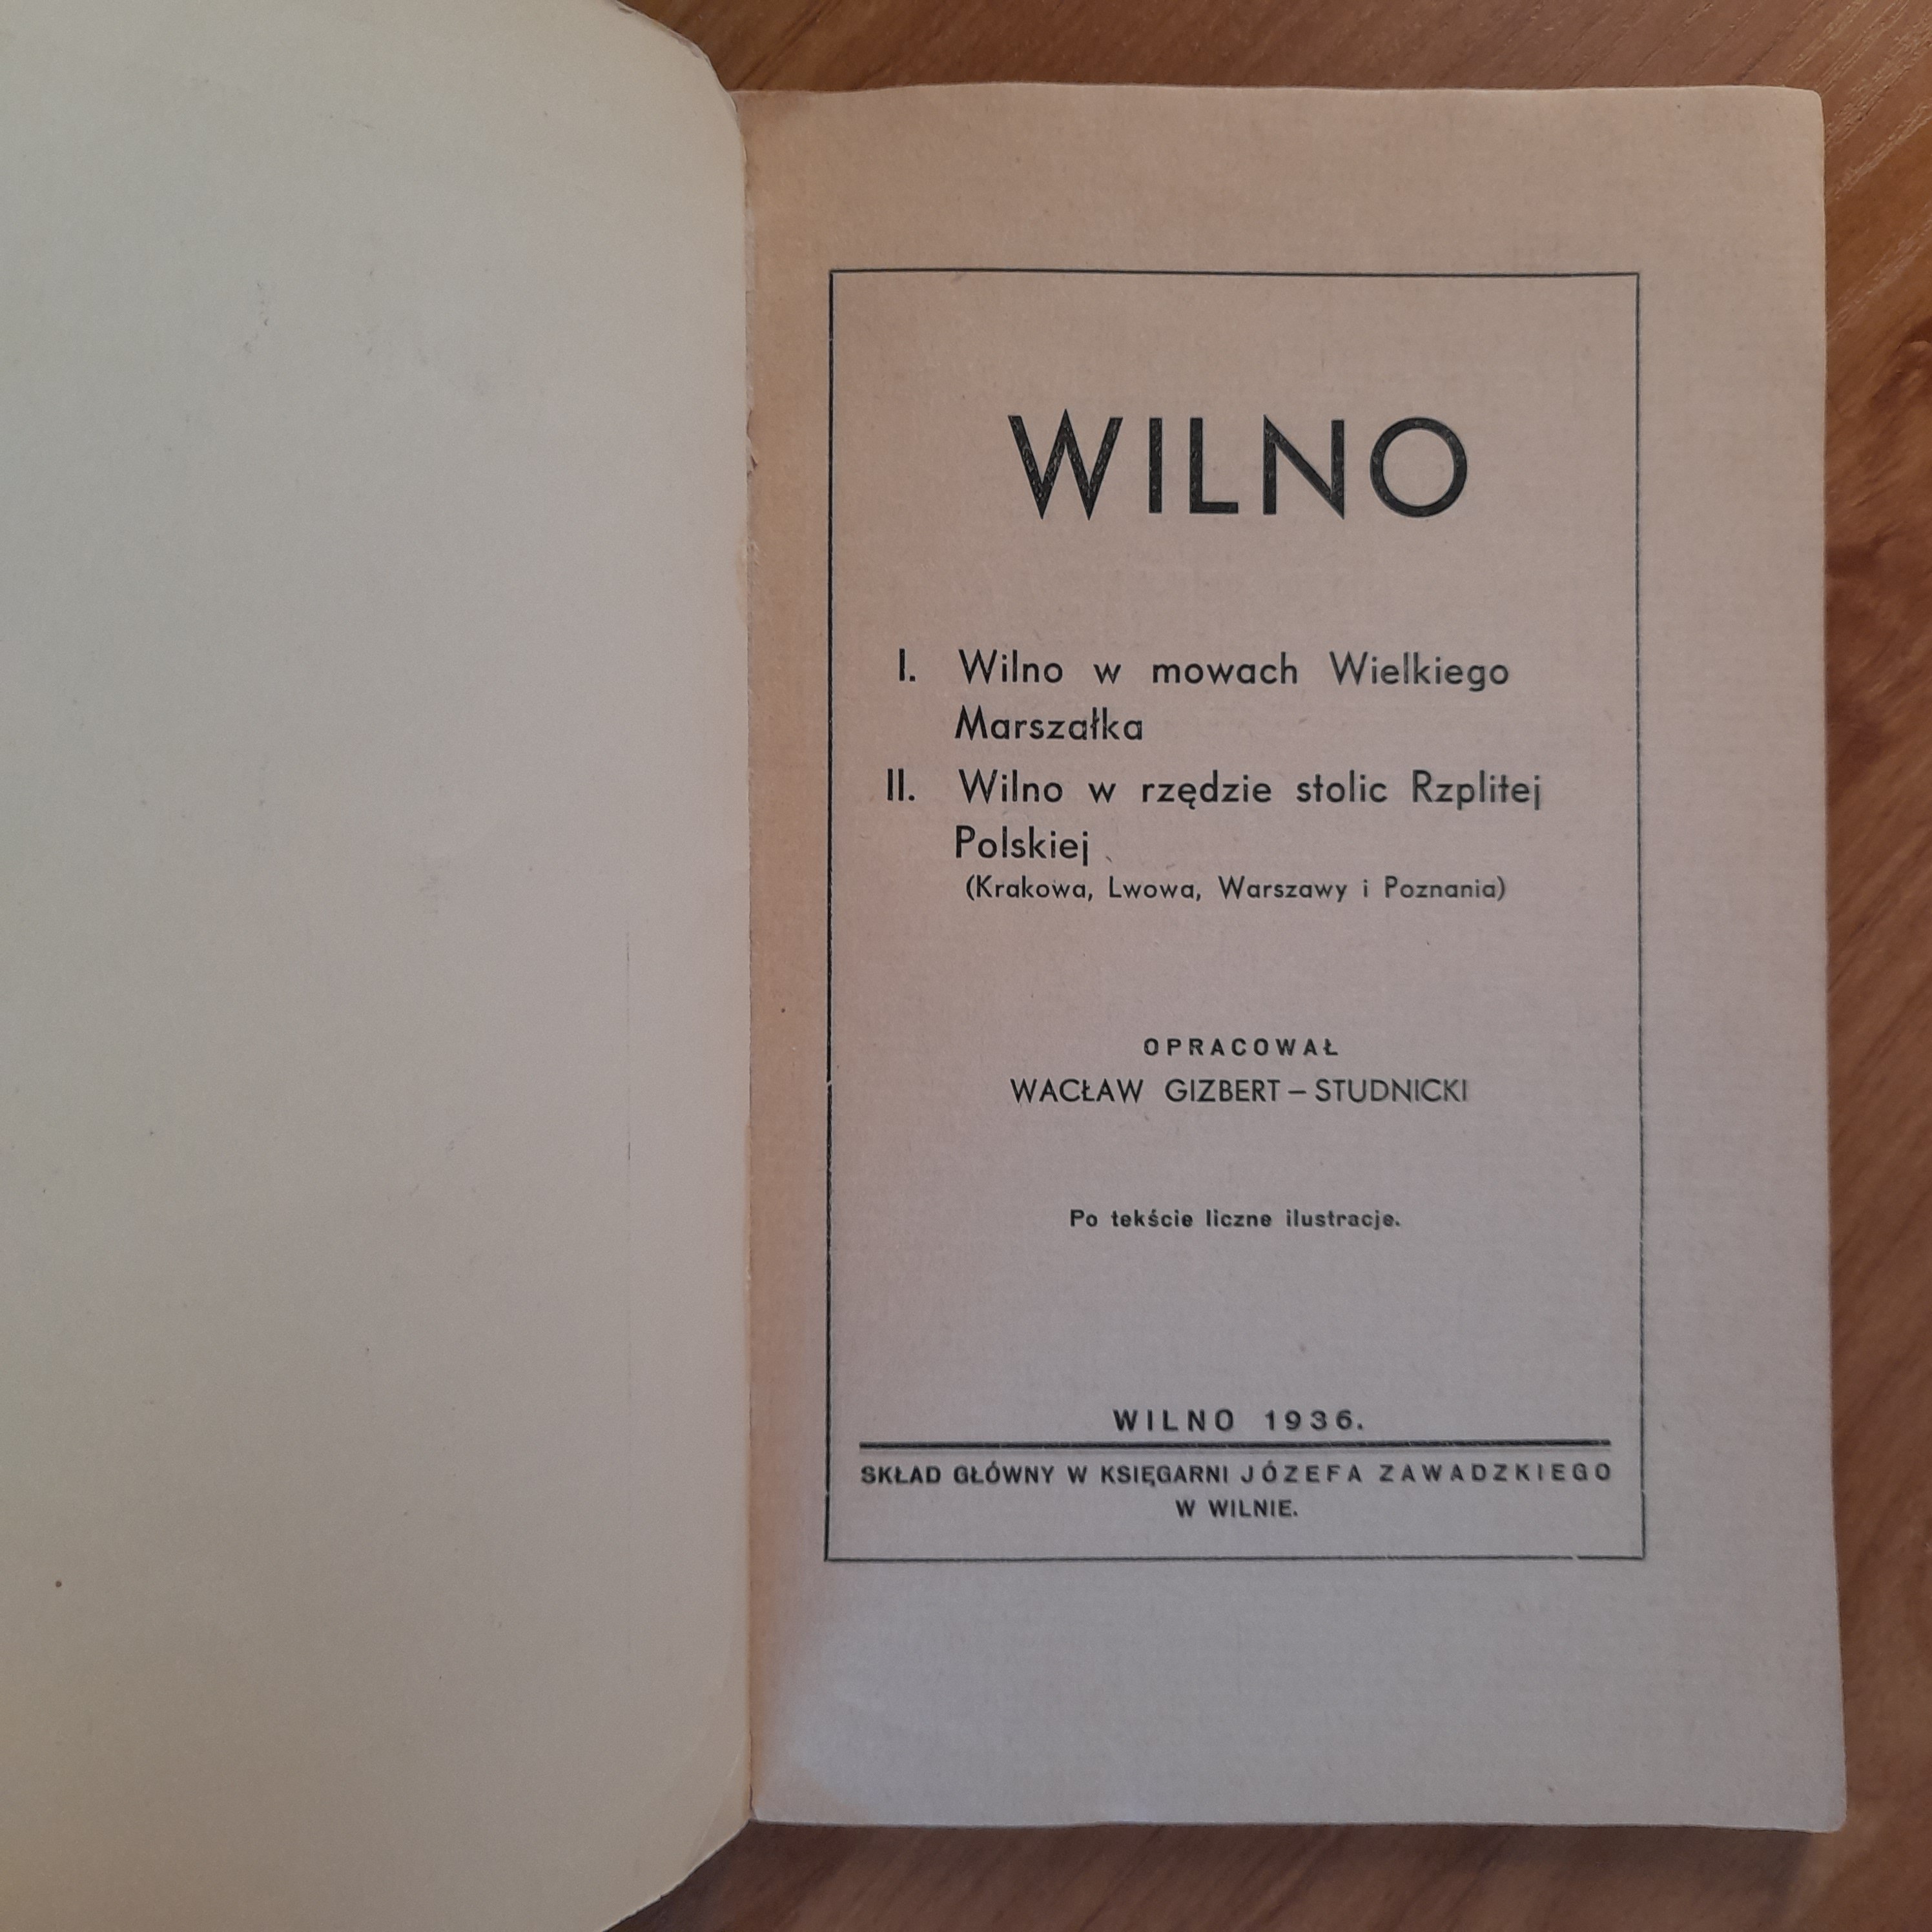 WILNO
I. Wilno w mowach Wielkiego
Marszałka
II. Wilno w rzędzie stolic Rzplitej
Polskiej
(Krakowa, Lwowa, Warszawy i Poznania)
OPRACOWAŁ
WACŁAW GIZBERT – STUDNICKI
Po tekście liczne ilustracje.
WILNO 1936.
SKŁAD GŁÓWNY W KSIĘGARNI JÓZEFA ZAWADZKIEGO
W WILNIE.